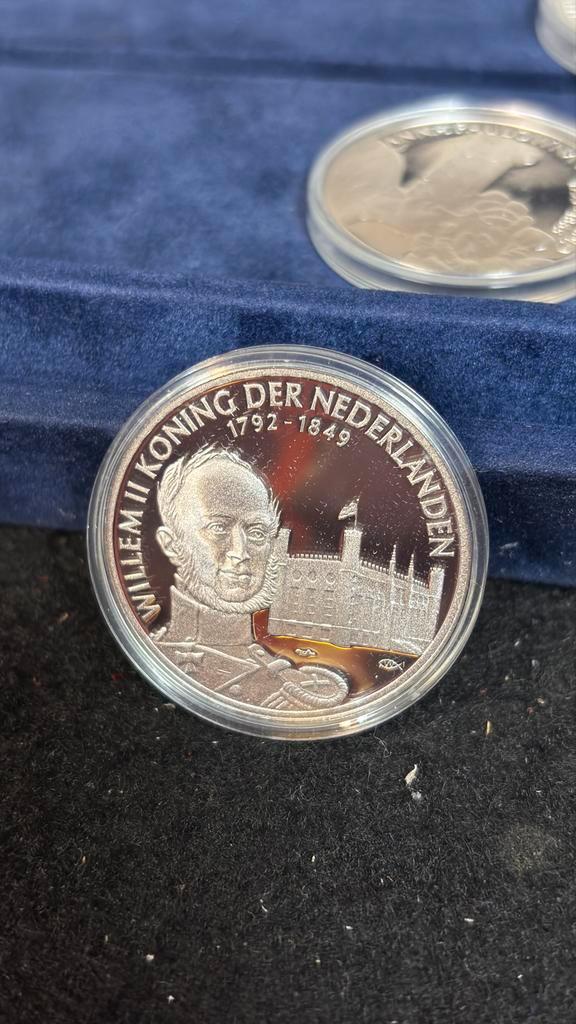 WILLEM II KONING DER NEDERLANDEN
1792-1849